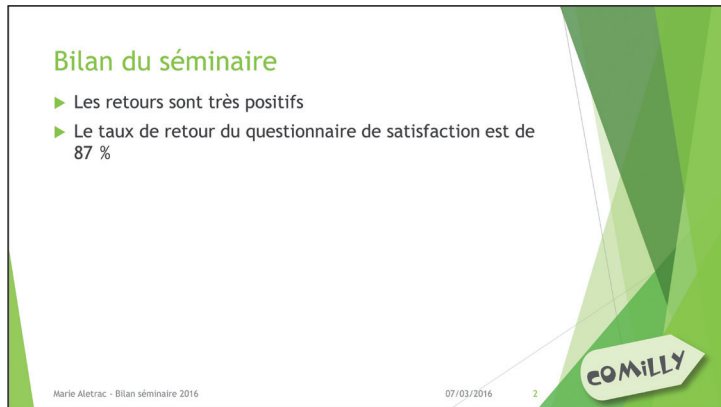 Bilan du séminaire
Les retours sont très positifs
Le taux de retour du questionnaire de satisfaction est de
87 %
COMiLLY
Marie Aletrac - Bilan séminaire 2016
07/03/2016
2